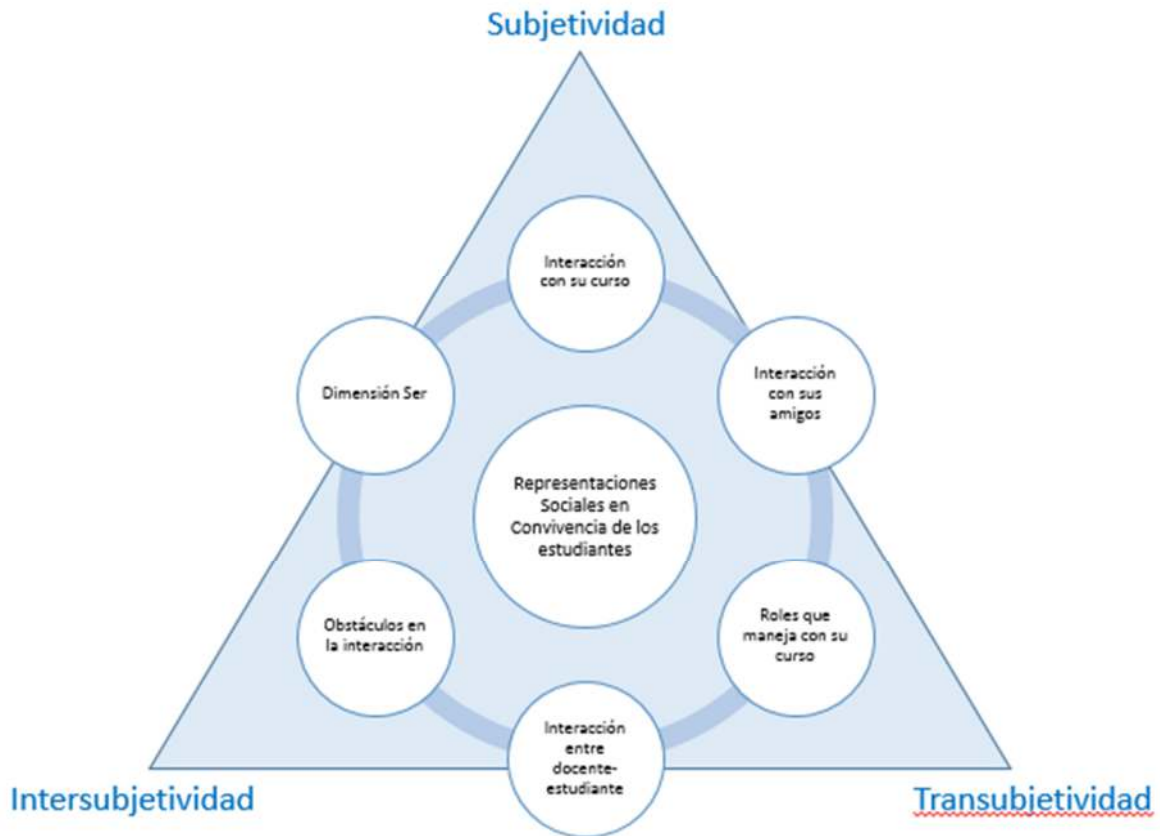 Subjetividad
Interacción
con su curso
Dimensión Ser
Interacción
con sus
amigos
Representaciones
Sociales en
Convivencia de los
estudiantes
Obstáculos en
la interacción
Roles que
maneja con su
curso
Interacción
entre
docente-
estudiante
Intersubjetividad
Transubjetividad